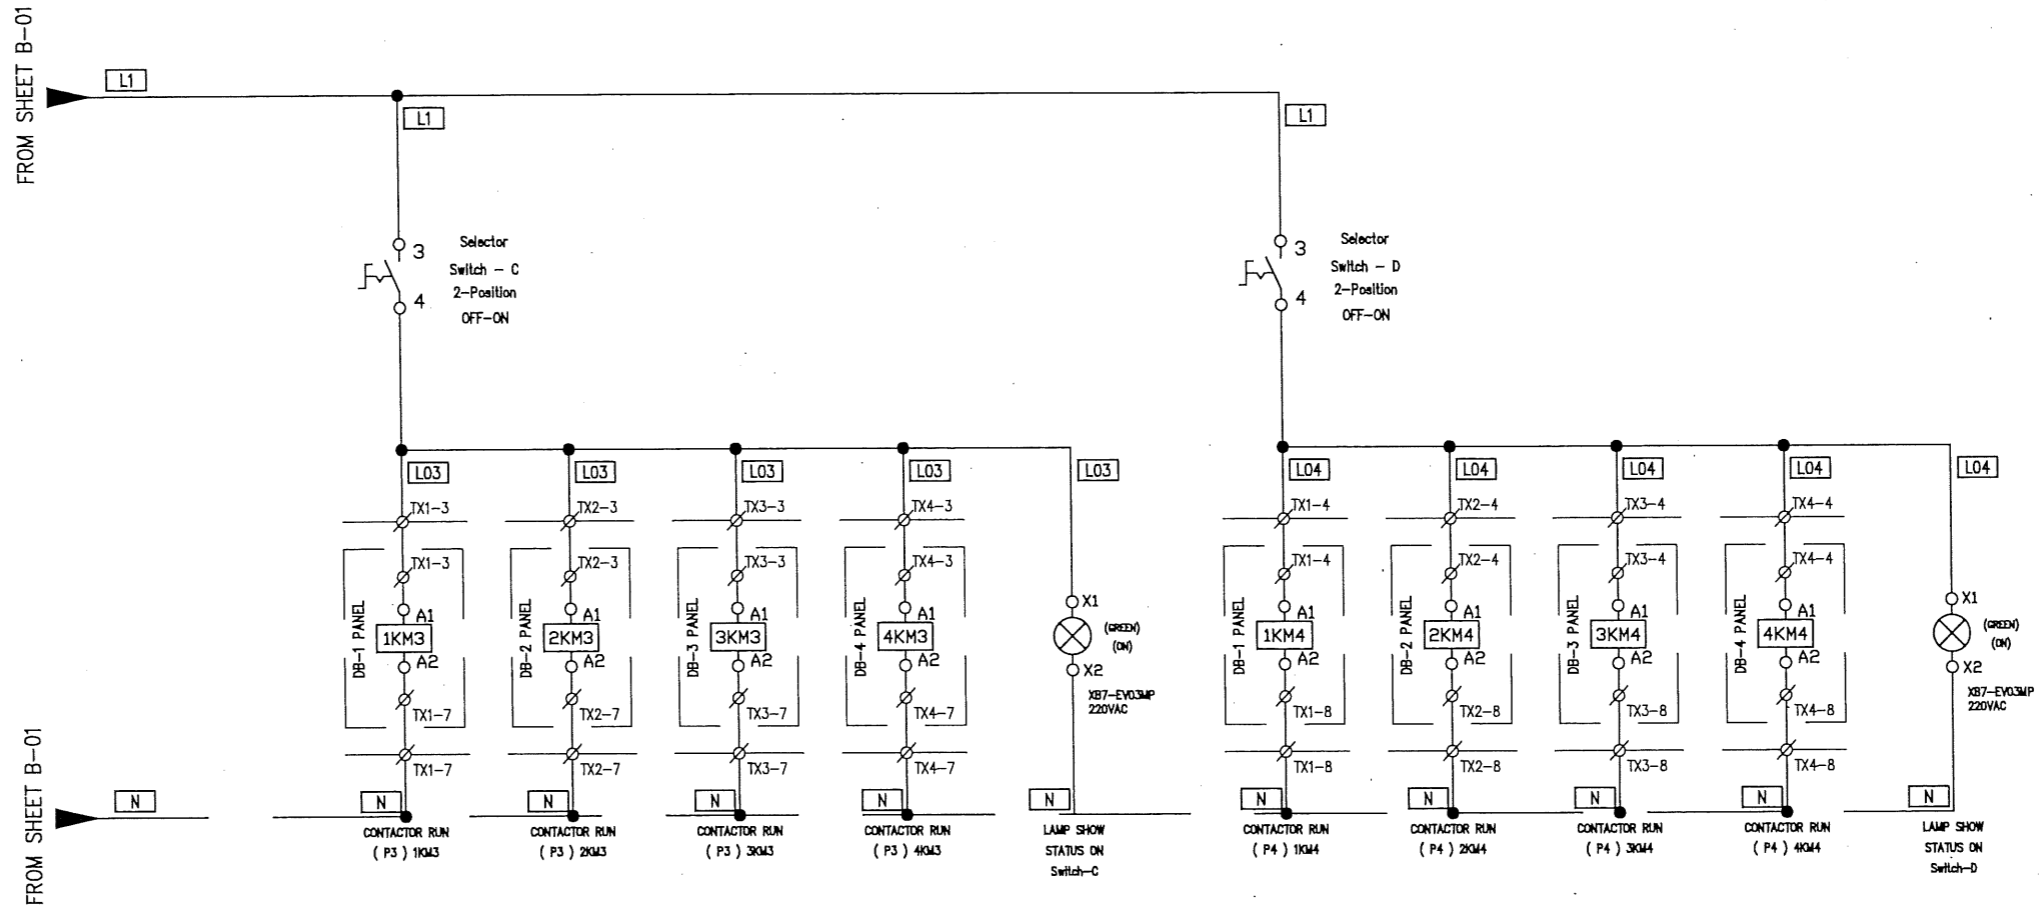 FROM SHEET B-01
L1
L1
L1
3
Selector
Switch - C
2-Position
OFF-ON
4
3
Selector
Switch - D
2-Position
OFF-ON
4
L03
L03
L03
L03
L03
L04
L04
L04
L04
L04
TX1-3
TX2-3
TX3-3
TX4-3
TX1-4
TX2-4
TX3-4
TX4-4
TX1-3
TX2-3
TX3-3
TX4-3
TX1-4
TX2-4
TX3-4
TX4-4
DB-1 PANEL
A1
1KM3
A2
DB-2 PANEL
A1
2KM3
A2
DB-3 PANEL
A1
3KM3
A2
DB-4 PANEL
A1
4KM3
A2
X1
(GREEN)
(ON)
X2
XB7-EV03MP
220VAC
DB-1 PANEL
A1
1KM4
A2
DB-2 PANEL
A1
2KM4
A2
DB-3 PANEL
A1
3KM4
A2
DB-4 PANEL
A1
4KM4
A2
X1
(GREEN)
(ON)
X2
XB7-EV03MP
220VAC
TX1-7
TX2-7
TX3-7
TX4-7
TX1-8
TX2-8
TX3-8
TX4-8
TX1-7
TX2-7
TX3-7
TX4-7
TX1-8
TX2-8
TX3-8
TX4-8
FROM SHEET B-01
N
N
N
N
N
N
N
N
N
N
N
CONTACTOR RUN
( P3 ) 1KM3
CONTACTOR RUN
( P3 ) 2KM3
CONTACTOR RUN
( P3 ) 3KM3
CONTACTOR RUN
( P3 ) 4KM3
LAMP SHOW
STATUS ON
Switch-C
CONTACTOR RUN
( P4 ) 1KM4
CONTACTOR RUN
( P4 ) 2KM4
CONTACTOR RUN
( P4 ) 3KM4
CONTACTOR RUN
( P4 ) 4KM4
LAMP SHOW
STATUS ON
Switch-D